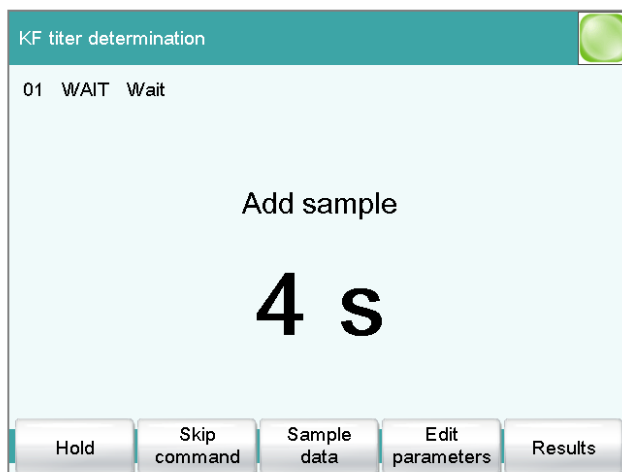 KF titer determination
01 WAIT Wait
Add sample
4 s
Hold
Skip
command
Sample
data
Edit
parameters
Results